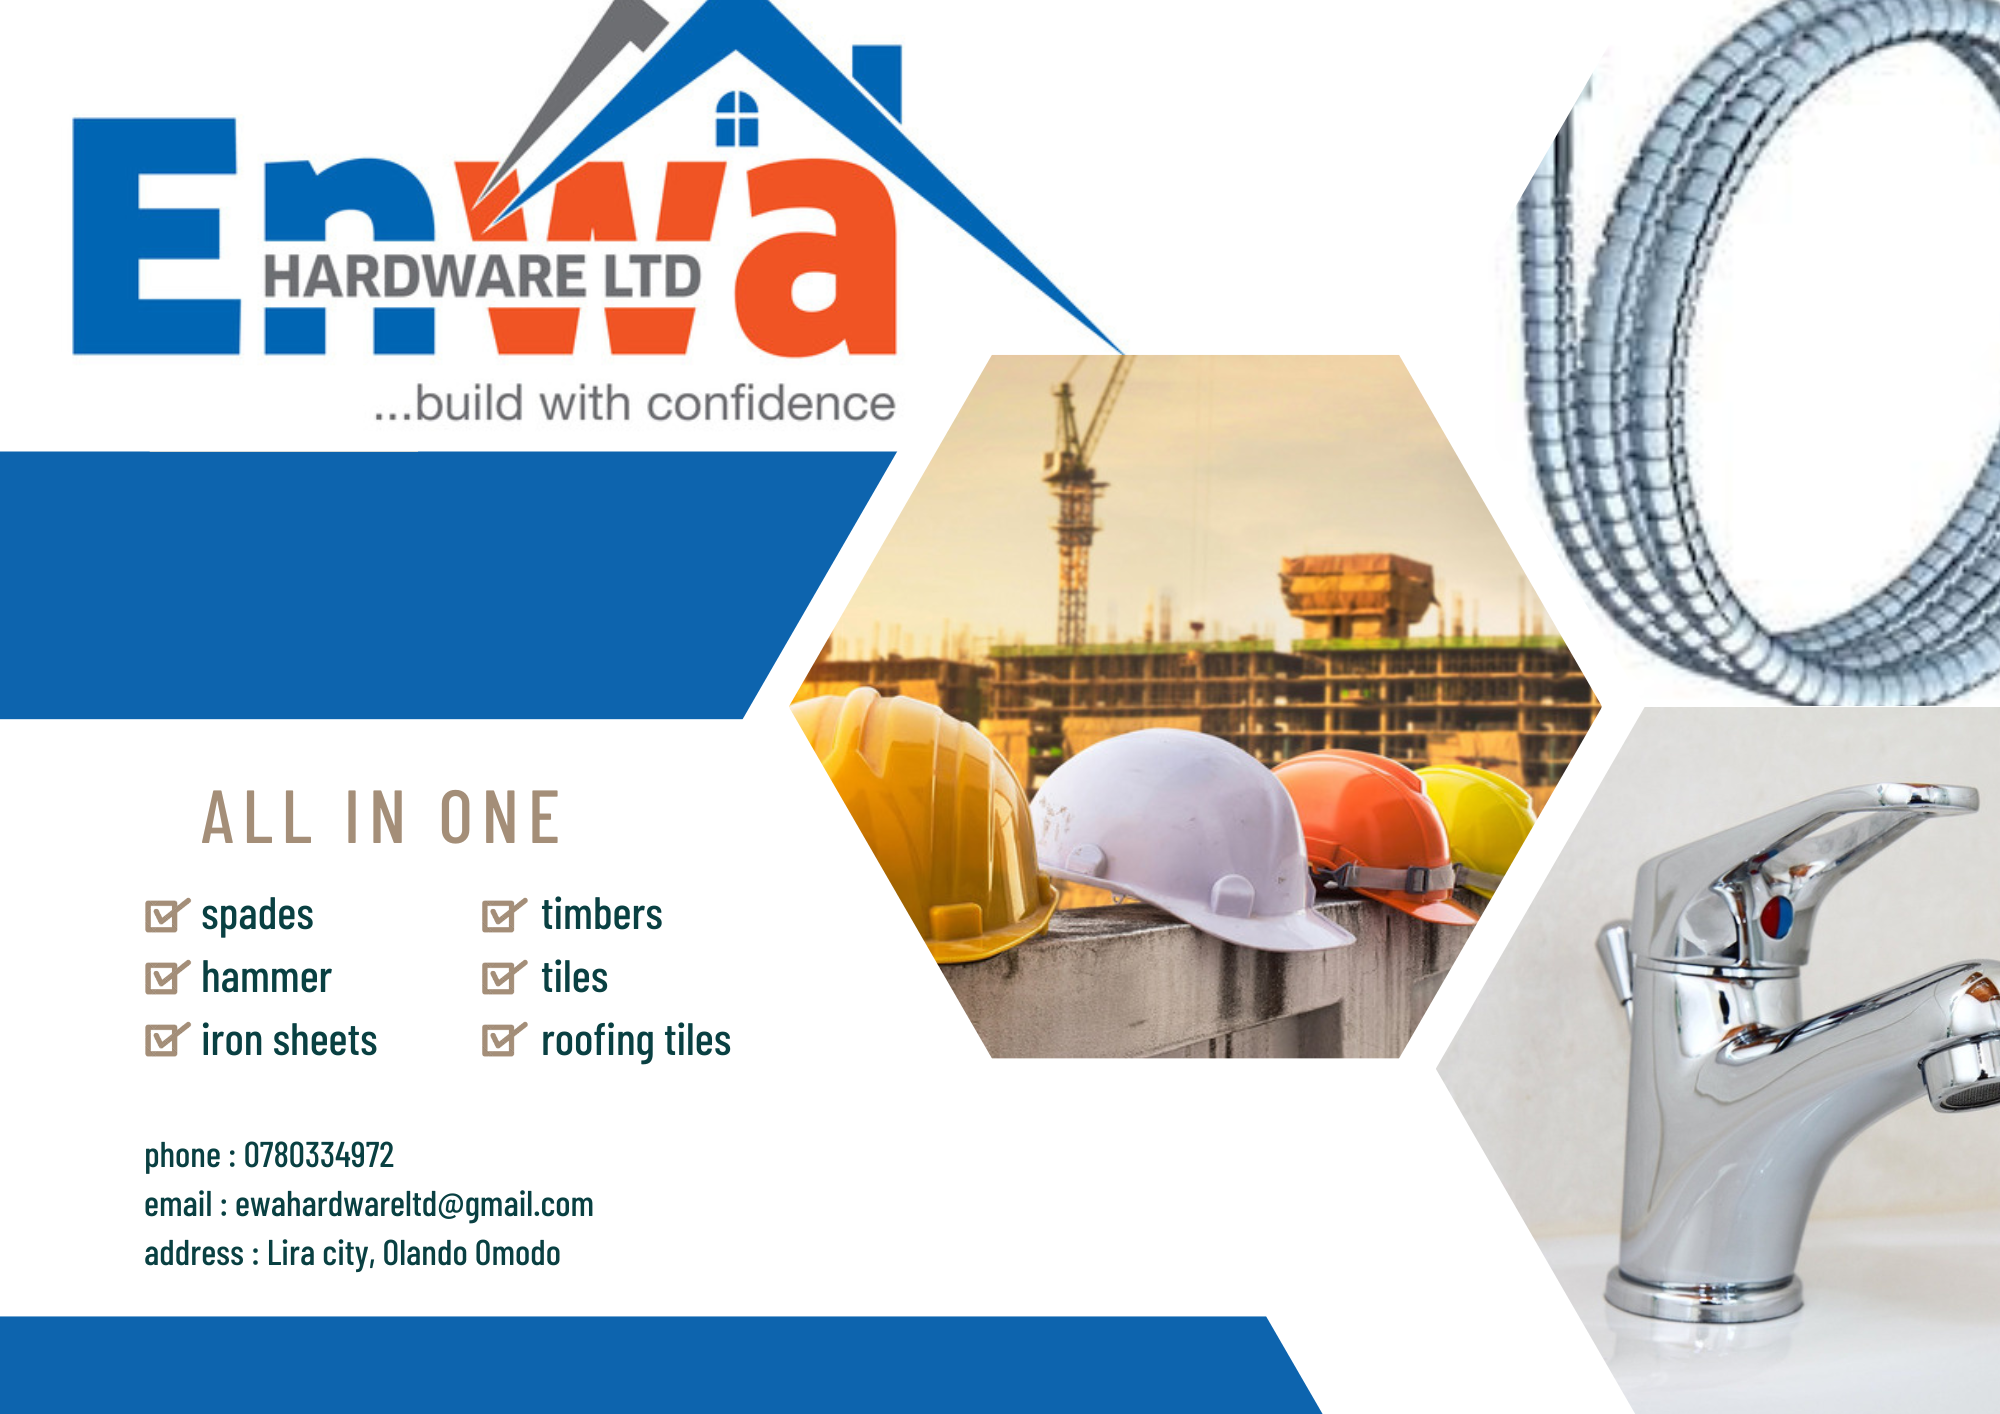 Enwa
HARDWARE LTD
...build with confidence
ALL IN ONE
spades
timbers
hammer
tiles
iron sheets
roofing tiles
phone : 0780334972
email : ewahardwareltd@gmail.com
address : Lira city, Olando Omodo